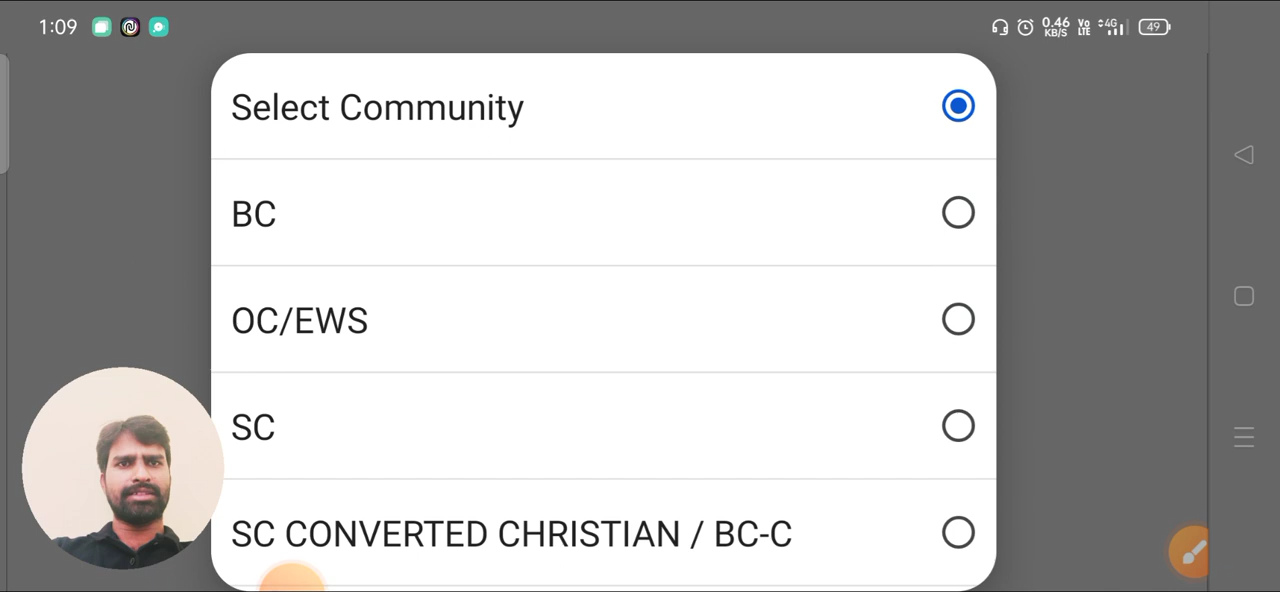 1:09
0.46
KB/S
Vo
LTE
4G
49
Select Community
BC
OC/EWS
SC
SC CONVERTED CHRISTIAN / BC-C